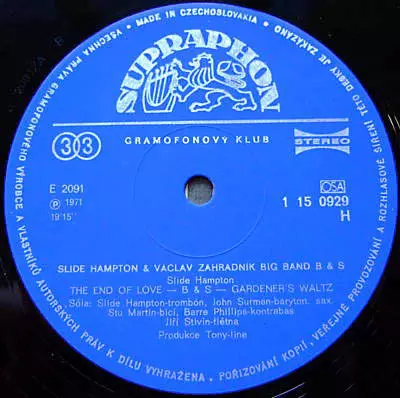 • MADE IN CZECHOSLOVAKIA • VŠECHNA PRÁVA GRAMOFONOVÉHO VÝROBCE A VLASTNÍKŮ AUTORSKÝCH PRÁV K DÍLU VYHRAŽENA. POŘIZOVÁNÍ KOPIÍ, VEŘEJNÉ PROVOZOVÁNÍ A ROZHLASOVÉ ŠÍŘENÍ TÉTO DESKY JE ZAKÁZÁNO
SUPRAPHON
GRAMOFONOVÝ KLUB
33
STEREO
E 2091
OSA
℗ 1971
1 15 0929
19'15"
H
SLIDE HAMPTON & VACLAV ZAHRADNIK BIG BAND B & S
Slide Hampton
THE END OF LOVE — B & S — GARDENER'S WALTZ
Sóla: Slide Hampton-trombón, John Surman-baryton. sax.
Stu Martin-bicí, Barre Phillips-kontrabas
Jiří Stivín-flétna
Produkce Tony-line